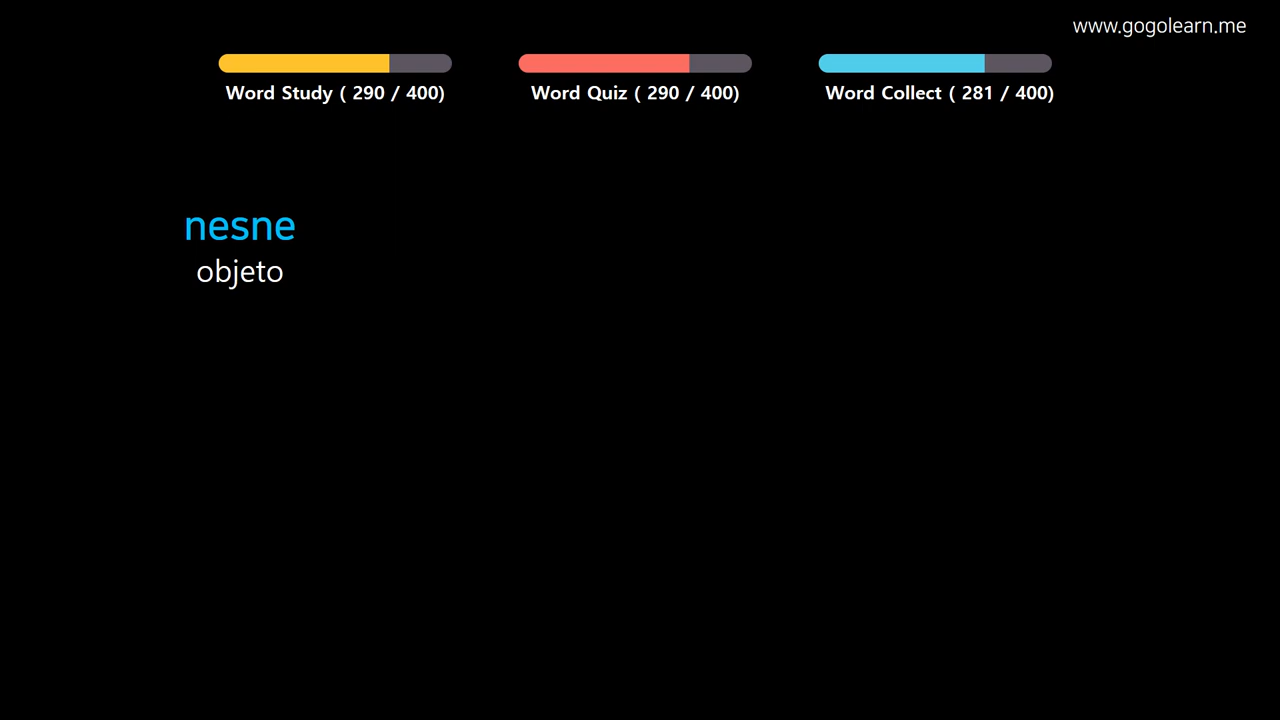 www.gogolearn.me
Word Study ( 290 / 400)
Word Quiz ( 290 / 400)
Word Collect ( 281 / 400)
nesne
objeto